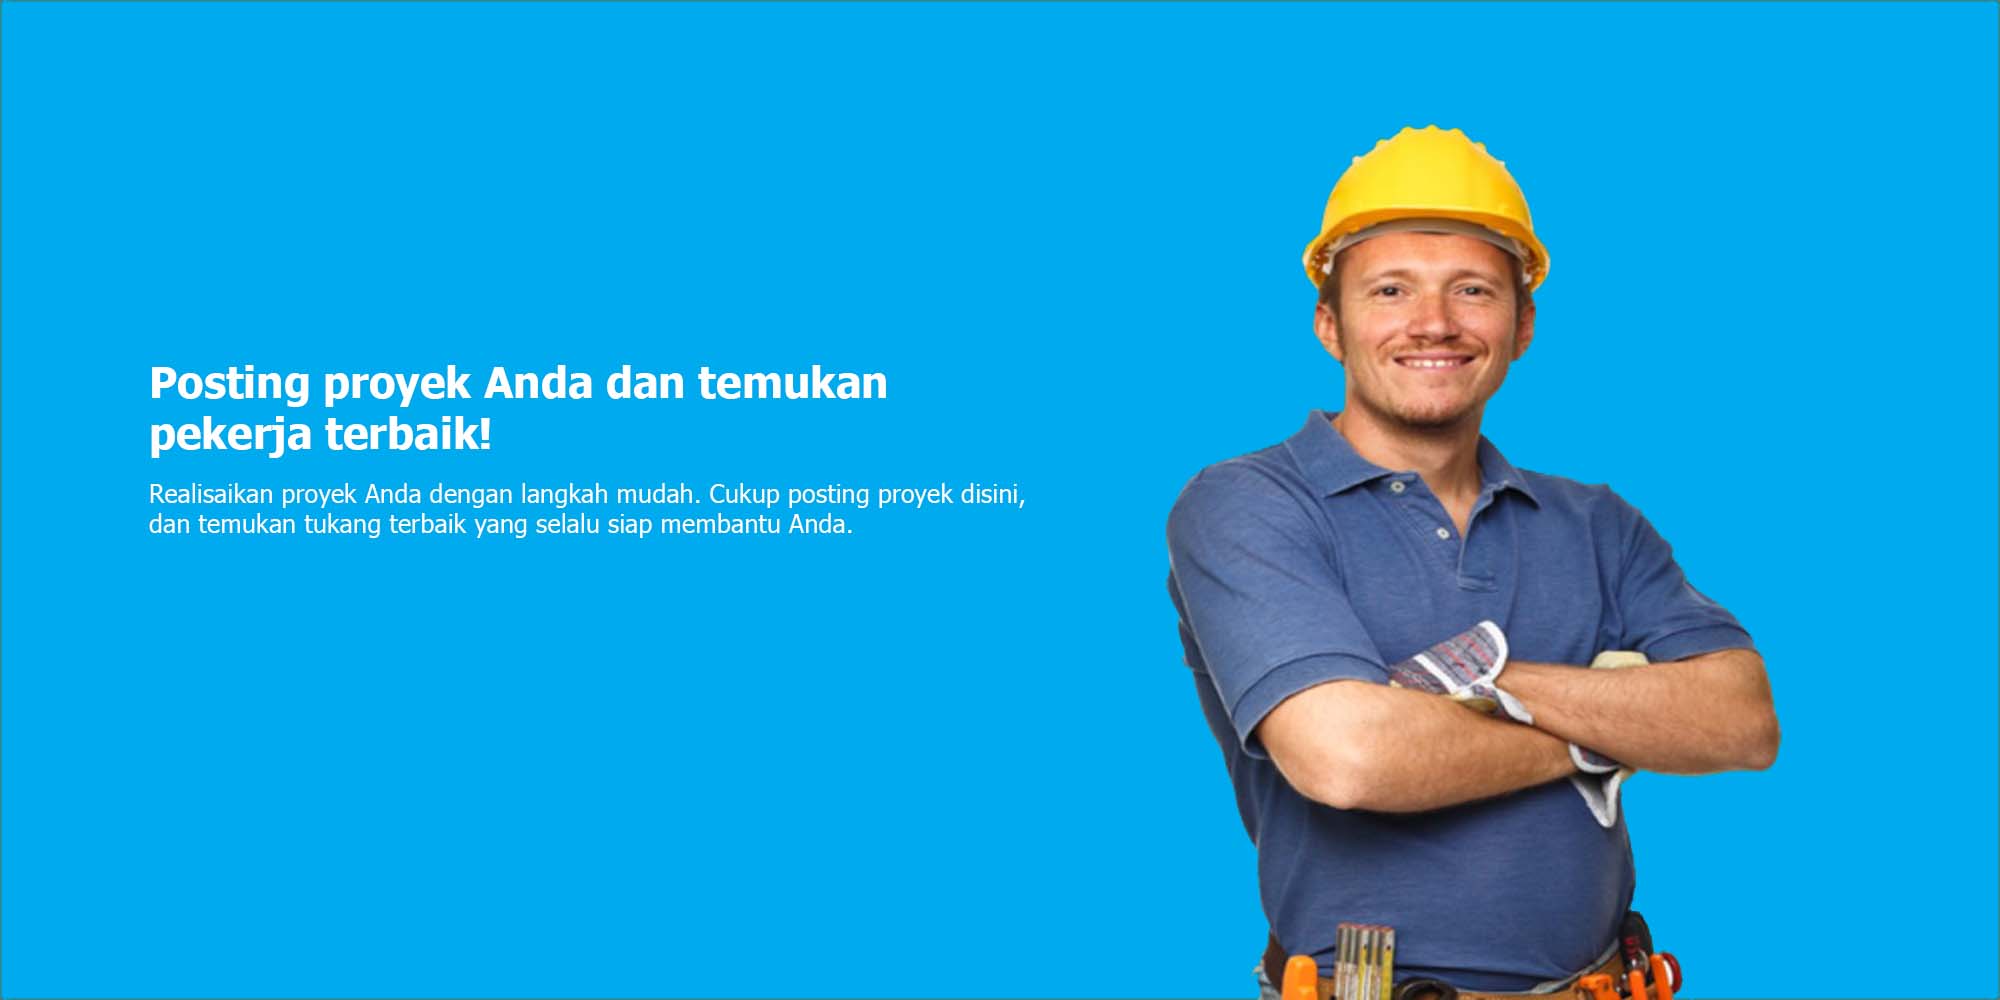 Posting proyek Anda dan temukan
pekerja terbaik!
Realisaikan proyek Anda dengan langkah mudah. Cukup posting proyek disini,
dan temukan tukang terbaik yang selalu siap membantu Anda.